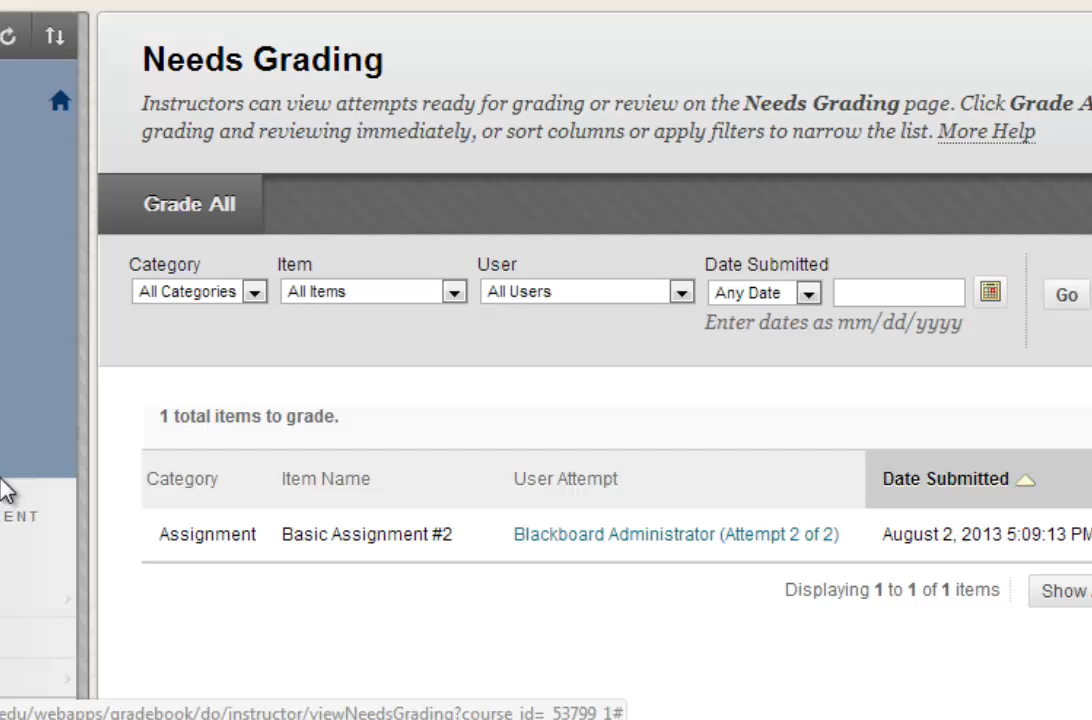 Needs Grading
Instructors can view attempts ready for grading or review on the Needs Grading page. Click Grade A
grading and reviewing immediately, or sort columns or apply filters to narrow the list. More Help
Grade All
Category Item User Date Submitted
All Categories All Items All Users Any Date Go
Enter dates as mm/dd/yyyy
1 total items to grade.
Category Item Name User Attempt Date Submitted
ENT
Assignment Basic Assignment #2 Blackboard Administrator (Attempt 2 of 2) August 2, 2013 5:09:13 PM
Displaying 1 to 1 of 1 items Show
edu/webapps/gradebook/do/instructor/viewNeedsGrading?course_id=_53799_1#